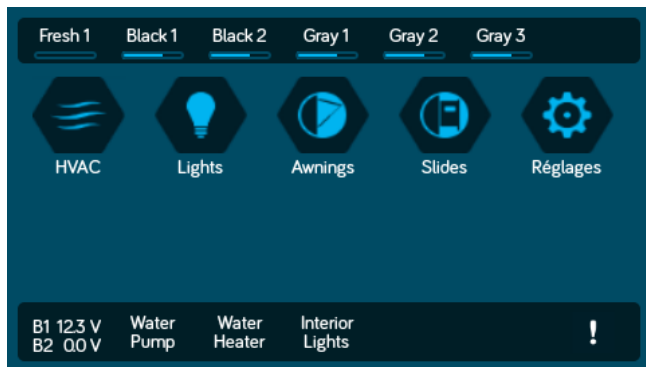 Fresh 1 Black 1 Black 2 Gray 1 Gray 2 Gray 3
HVAC Lights Awnings Slides Réglages
B1 12.3 V Water Water Interior
B2 0.0 V Pump Heater Lights !